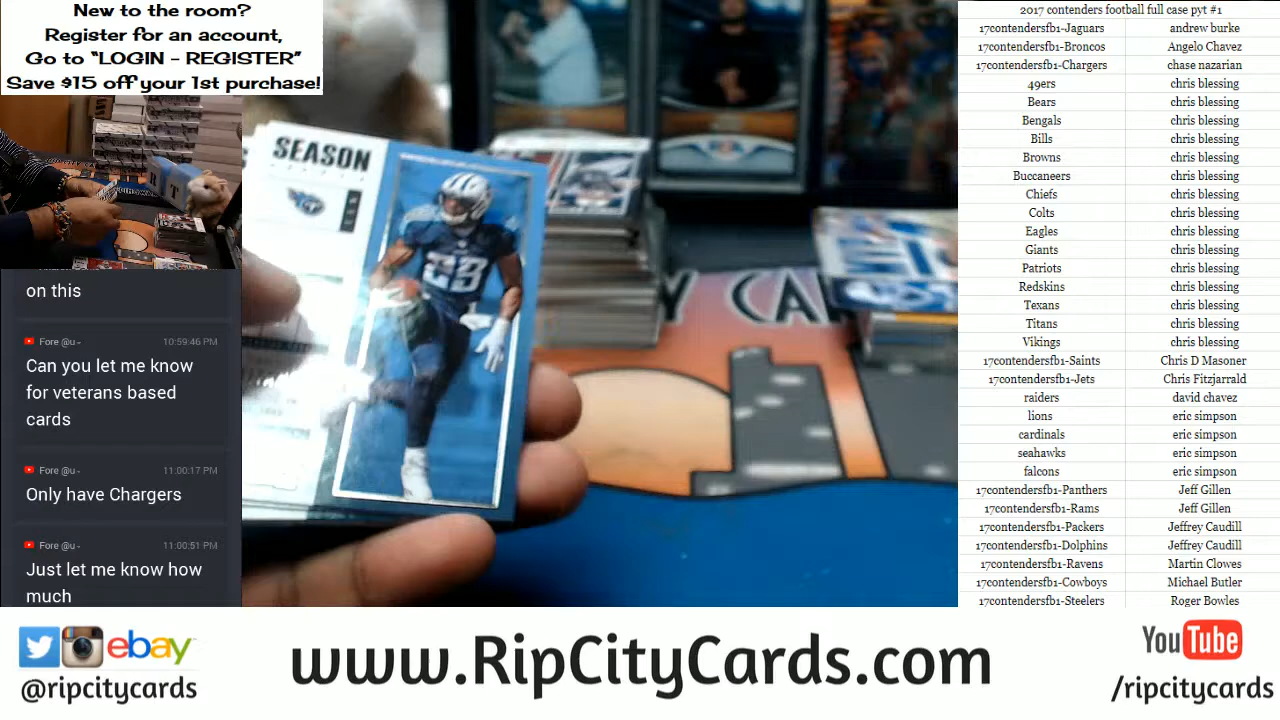 New to the room?
Register for an account,
Go to "LOGIN - REGISTER"
Save $15 off your 1st purchase!
on this
Fore @u - 10:59:46 PM
Can you let me know
for veterans based
cards
Fore @u - 11:00:17 PM
Only have Chargers
Fore @u - 11:00:51 PM
Just let me know how
much
SEASON
23
Y CAR
2017 contenders football full case pyt #1
17contendersfb1-Jaguars andrew burke
17contendersfb1-Broncos Angelo Chavez
17contendersfb1-Chargers chase nazarian
49ers chris blessing
Bears chris blessing
Bengals chris blessing
Bills chris blessing
Browns chris blessing
Buccaneers chris blessing
Chiefs chris blessing
Colts chris blessing
Eagles chris blessing
Giants chris blessing
Patriots chris blessing
Redskins chris blessing
Texans chris blessing
Titans chris blessing
Vikings chris blessing
17contendersfb1-Saints Chris D Masoner
17contendersfb1-Jets Chris Fitzjarrald
raiders david chavez
lions eric simpson
cardinals eric simpson
seahawks eric simpson
falcons eric simpson
17contendersfb1-Panthers Jeff Gillen
17contendersfb1-Rams Jeff Gillen
17contendersfb1-Packers Jeffrey Caudill
17contendersfb1-Dolphins Jeffrey Caudill
17contendersfb1-Ravens Martin Clowes
17contendersfb1-Cowboys Michael Butler
17contendersfb1-Steelers Roger Bowles
ebay
@ripcitycards
www.RipCityCards.com
You Tube
/ripcitycards